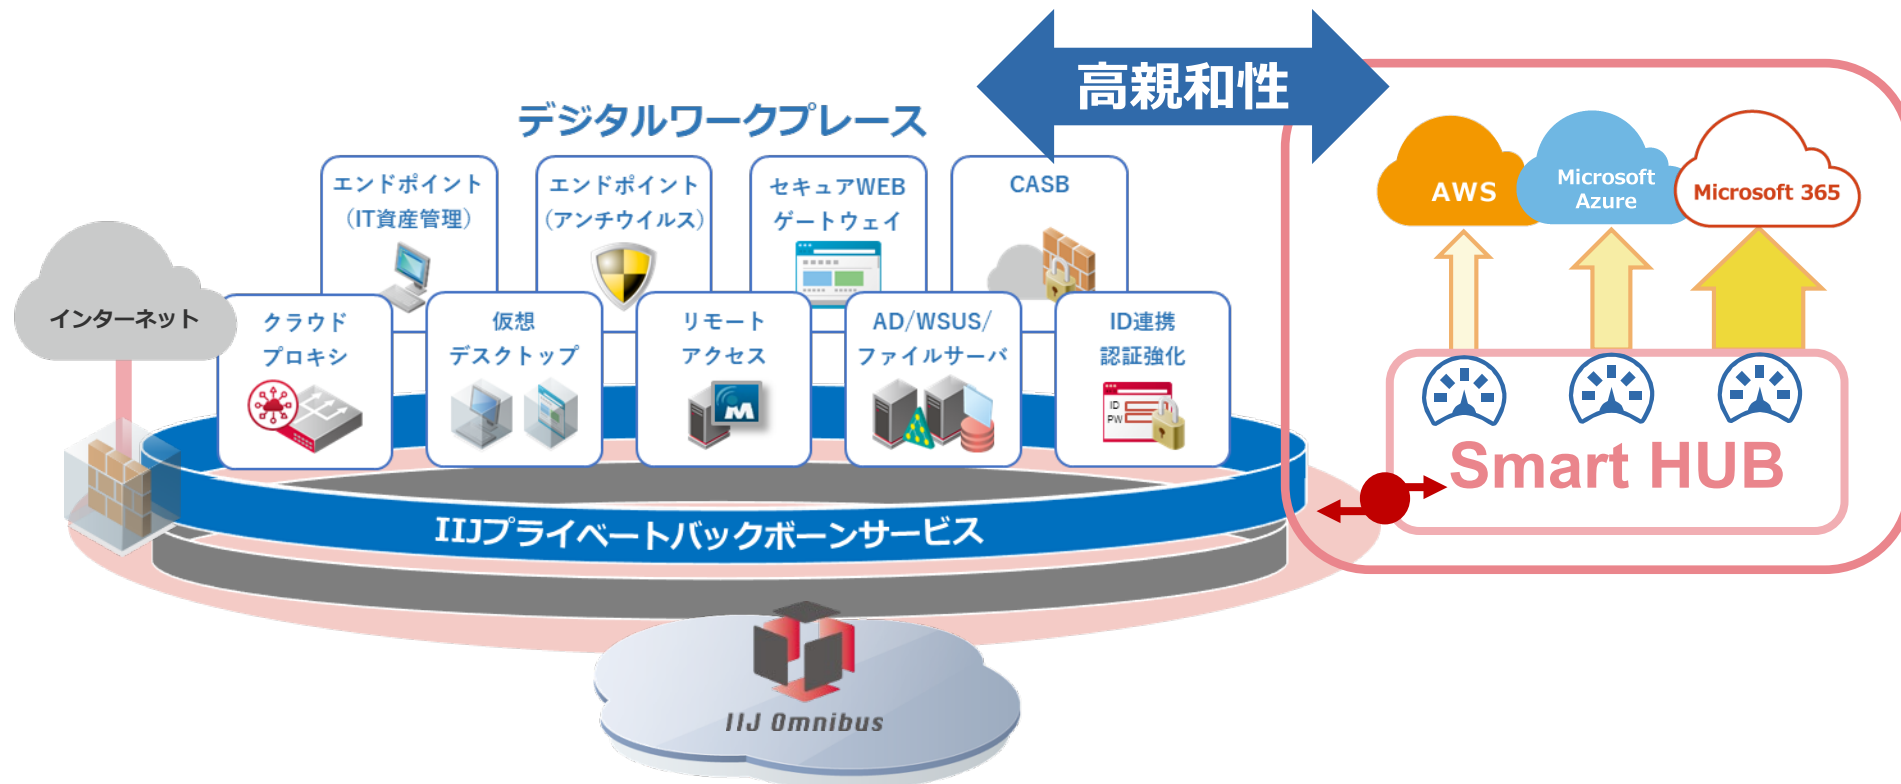 高親和性
デジタルワークプレース
エンドポイント
（IT資産管理）
エンドポイント
（アンチウイルス）
セキュアWEB
ゲートウェイ
CASB
AWS
Microsoft
Azure
Microsoft 365
インターネット
クラウド
プロキシ
仮想
デスクトップ
リモート
アクセス
AD/WSUS/
ファイルサーバ
ID連携
認証強化
ID
PW
Smart HUB
IIJプライベートバックボーンサービス
IIJ Omnibus